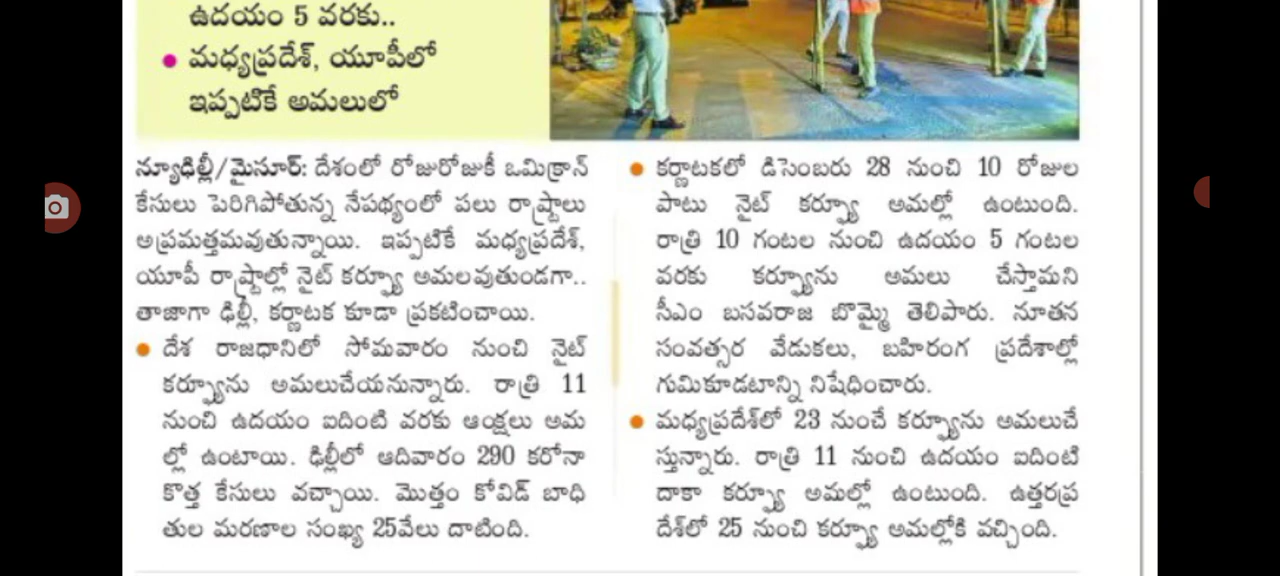 ఉదయం 5 వరకు..
• మధ్యప్రదేశ్, యూపీలో
ఇప్పటికే అమలులో
న్యూఢిల్లీ/మైసూర్: దేశంలో రోజురోజుకీ ఒమిక్రాన్
కేసులు పెరిగిపోతున్న నేపథ్యంలో పలు రాష్ట్రాలు
అప్రమత్తమవుతున్నాయి. ఇప్పటికే మధ్యప్రదేశ్,
యూపీ రాష్ట్రాల్లో నైట్ కర్ఫ్యూ అమలవుతుండగా..
తాజాగా ఢిల్లీ, కర్ణాటక కూడా ప్రకటించాయి.
• దేశ రాజధానిలో సోమవారం నుంచి నైట్
కర్ఫ్యూను అమలుచేయనున్నారు. రాత్రి 11
నుంచి ఉదయం ఐదింటి వరకు ఆంక్షలు అమ
ల్లో ఉంటాయి. ఢిల్లీలో ఆదివారం 290 కరోనా
కొత్త కేసులు వచ్చాయి. మొత్తం కోవిడ్ బాధి
తుల మరణాల సంఖ్య 25వేలు దాటింది.
• కర్ణాటకలో డిసెంబరు 28 నుంచి 10 రోజుల
పాటు నైట్ కర్ఫ్యూ అమల్లో ఉంటుంది.
రాత్రి 10 గంటల నుంచి ఉదయం 5 గంటల
వరకు కర్ఫ్యూను అమలు చేస్తామని
సీఎం బసవరాజ బొమ్మై తెలిపారు. నూతన
సంవత్సర వేడుకలు, బహిరంగ ప్రదేశాల్లో
గుమికూడటాన్ని నిషేధించారు.
• మధ్యప్రదేశ్‌లో 23 నుంచే కర్ఫ్యూను అమలుచే
స్తున్నారు. రాత్రి 11 నుంచి ఉదయం ఐదింటి
దాకా కర్ఫ్యూ అమల్లో ఉంటుంది. ఉత్తరప్ర
దేశ్‌లో 25 నుంచి కర్ఫ్యూ అమల్లోకి వచ్చింది.